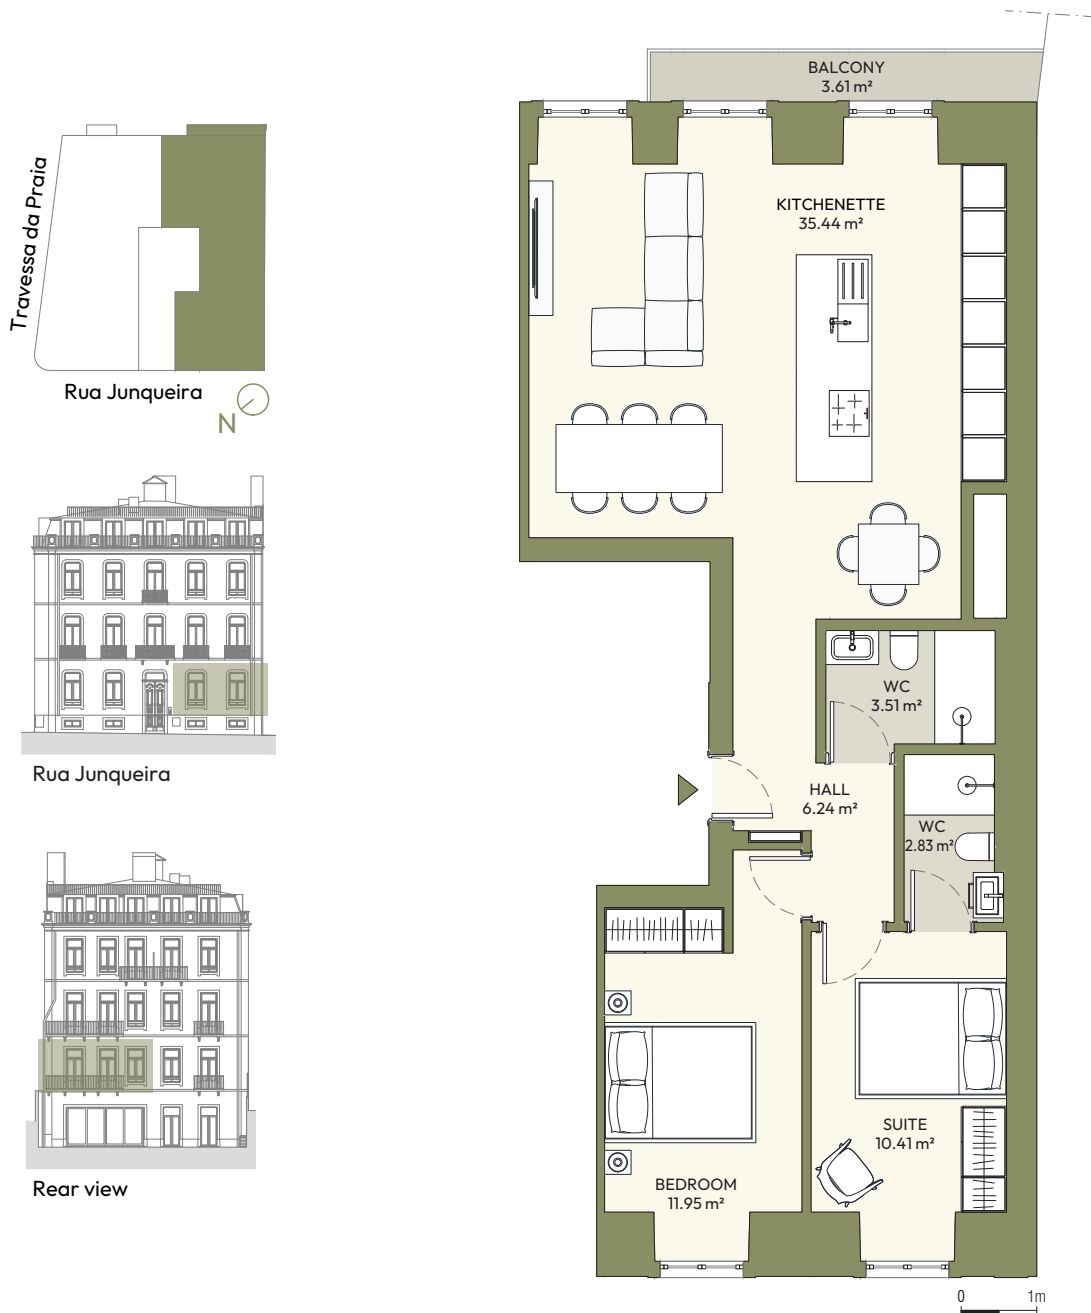 Travessa da Praia
Rua Junqueira
N
Rua Junqueira
Rear view
BALCONY
3.61 m²
KITCHENETTE
35.44 m²
WC
3.51 m²
HALL
6.24 m²
WC
2.83 m²
SUITE
10.41 m²
BEDROOM
11.95 m²
0 1m